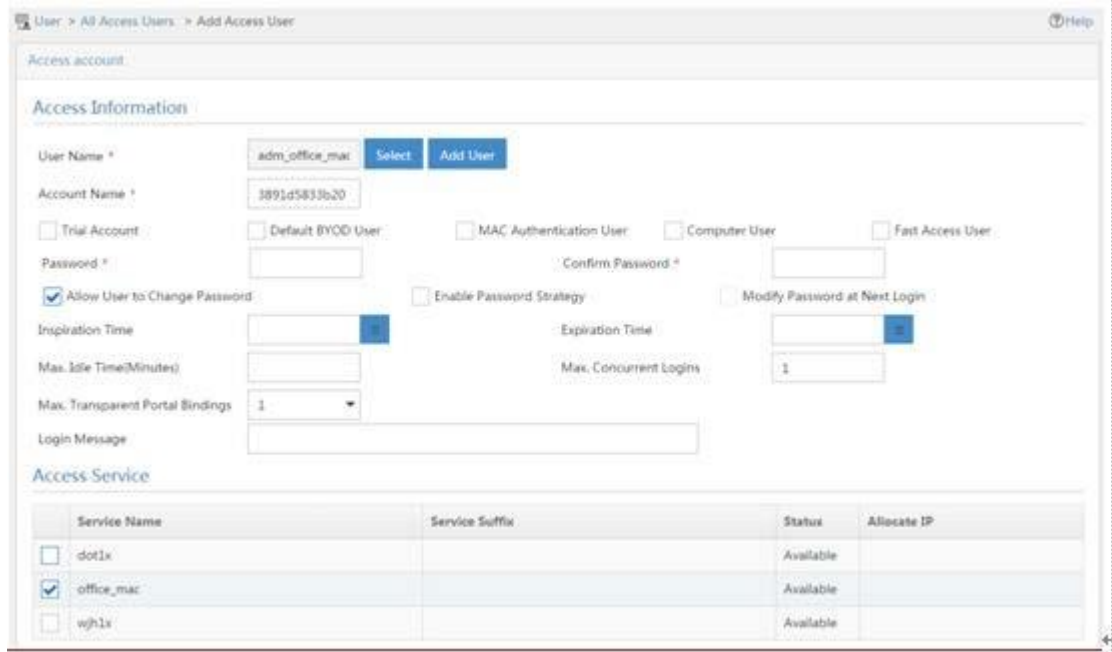 User > All Access Users > Add Access User
Help
Access account
Access Information
User Name *
adm_office_mac
Select
Add User
Account Name *
3891d5833b20
Trial Account
Default BYOD User
MAC Authentication User
Computer User
Fast Access User
Password *
Confirm Password *
Allow User to Change Password
Enable Password Strategy
Modify Password at Next Login
Inspiration Time
Expiration Time
Max. Idle Time(Minutes)
Max. Concurrent Logins
1
Max. Transparent Portal Bindings
1
Login Message
Access Service
Service Name Service Suffix Status Allocate IP
dot1x Available
office_mac Available
wjh1x Available